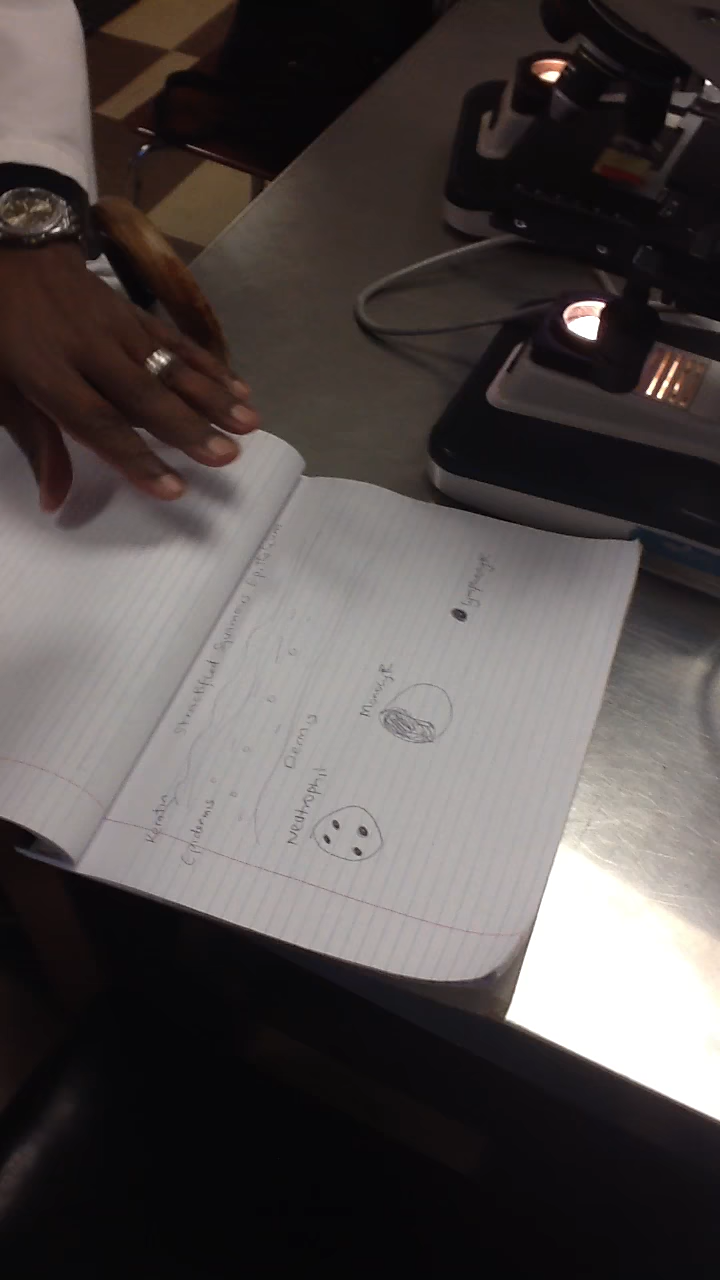 Stratified Squamous Epithelium
Keratin
Epidermis
Dermis
Neutrophil
Monocyte
Lymphocyte